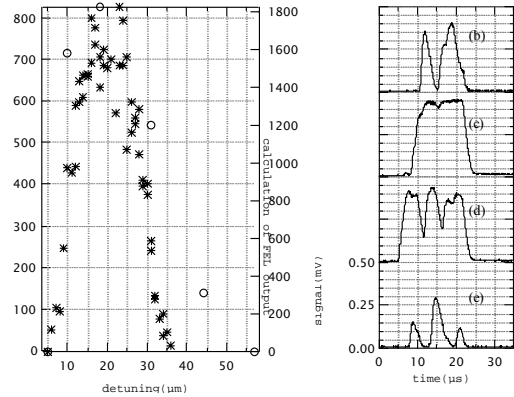 800
700
600
500
400
300
200
100
0
0 10 20 30 40 50
detuning(μm)
1800
1600
1400
1200
1000
800
600
400
200
0
calculation of FEL output
signal(mv)
0.50
0.25
0.00
(b)
(c)
(d)
(e)
0 10 20 30
time(μs)